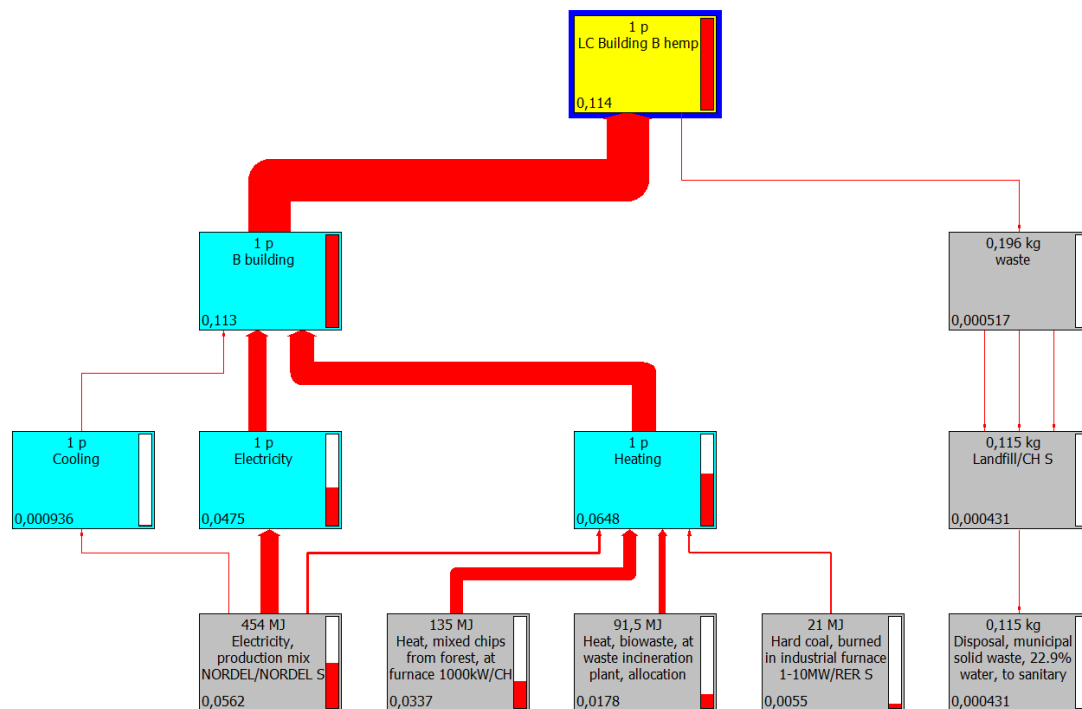 1 p
LC Building B hemp
0,114
1 p
B building
0,113
0,196 kg
waste
0,000517
1 p
Cooling
0,000936
1 p
Electricity
0,0475
1 p
Heating
0,0648
0,115 kg
Landfill/CH S
0,000431
454 MJ
Electricity,
production mix
NORDEL/NORDEL S
0,0562
135 MJ
Heat, mixed chips
from forest, at
furnace 1000kW/CH
0,0337
91,5 MJ
Heat, biowaste, at
waste incineration
plant, allocation
0,0178
21 MJ
Hard coal, burned
in industrial furnace
1-10MW/RER S
0,0055
0,115 kg
Disposal, municipal
solid waste, 22.9%
water, to sanitary
0,000431